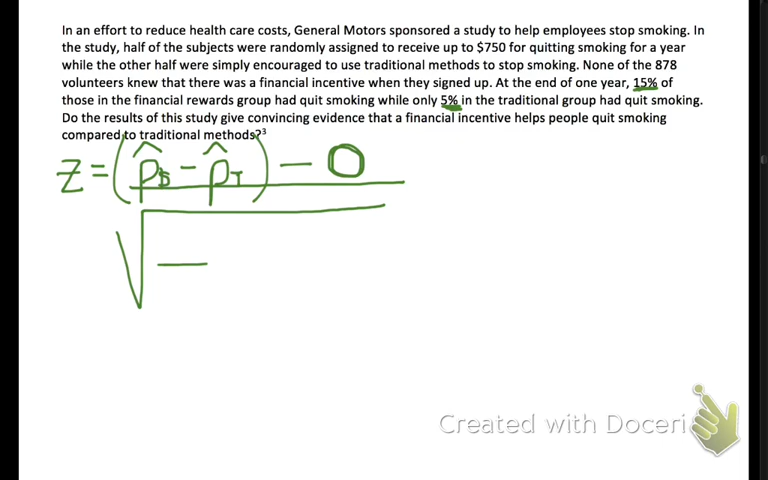 In an effort to reduce health care costs, General Motors sponsored a study to help employees stop smoking. In
the study, half of the subjects were randomly assigned to receive up to $750 for quitting smoking for a year
while the other half were simply encouraged to use traditional methods to stop smoking. None of the 878
volunteers knew that there was a financial incentive when they signed up. At the end of one year, 15% of
those in the financial rewards group had quit smoking while only 5% in the traditional group had quit smoking.
Do the results of this study give convincing evidence that a financial incentive helps people quit smoking
compared to traditional methods?³
z = (p̂$ − p̂T) − 0
√ —
Created with Doceri